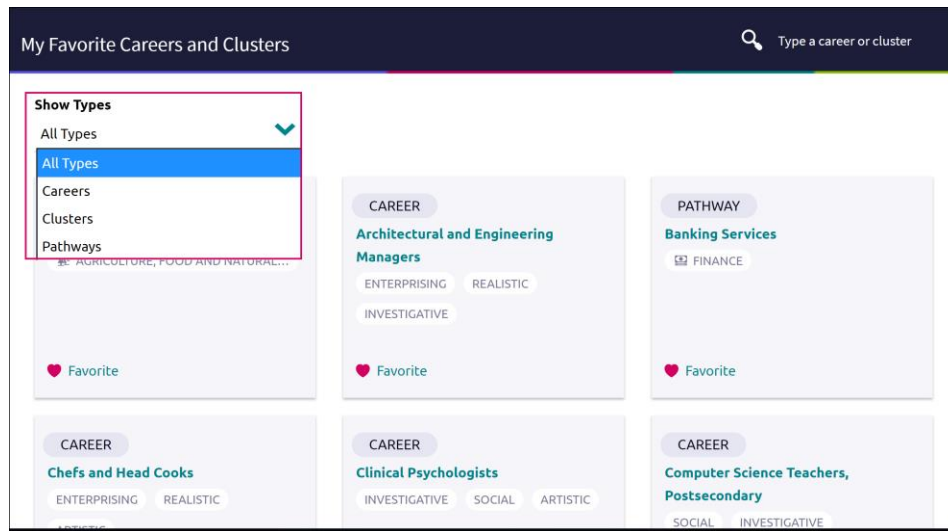 My Favorite Careers and Clusters
Type a career or cluster
Show Types
All Types
All Types
Careers
Clusters
Pathways
AGRICULTURE, FOOD AND NATURAL...
Favorite
CAREER
Architectural and Engineering
Managers
ENTERPRISING REALISTIC
INVESTIGATIVE
Favorite
PATHWAY
Banking Services
FINANCE
Favorite
CAREER
Chefs and Head Cooks
ENTERPRISING REALISTIC
ARTISTIC
CAREER
Clinical Psychologists
INVESTIGATIVE SOCIAL ARTISTIC
CAREER
Computer Science Teachers,
Postsecondary
SOCIAL INVESTIGATIVE